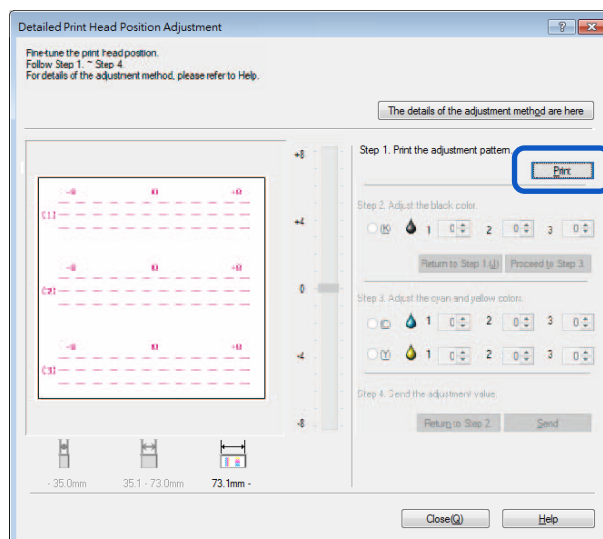 Detailed Print Head Position Adjustment
Fine-tune the print head position.
Follow Step 1. ~ Step 4.
For details of the adjustment method, please refer to Help.
The details of the adjustment method are here
Step 1. Print the adjustment pattern.
Print
+8
+4
0
-4
-8
-8 0 +8
(1)
-8 0 +8
(2)
-8 0 +8
(3)
Step 2. Adjust the black color.
(K) 1 0 2 0 3 0
Return to Step 1.(J) Proceed to Step 3.
Step 3. Adjust the cyan and yellow colors.
(C) 1 0 2 0 3 0
(Y) 1 0 2 0 3 0
Step 4. Send the adjustment value.
Return to Step 2. Send
- 35.0mm 35.1 - 73.0mm 73.1mm -
Close(Q) Help